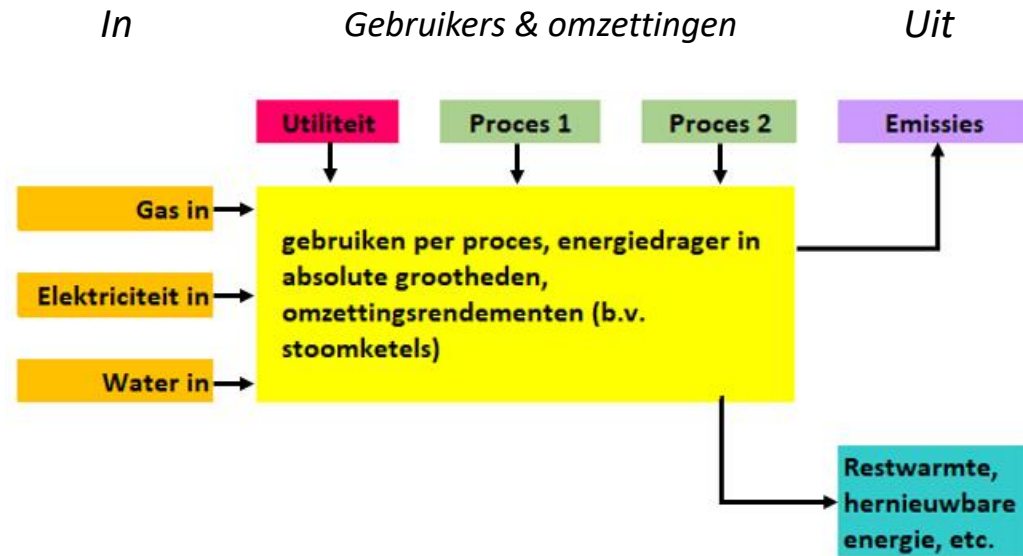 In
Gebruikers & omzettingen
Uit
Utiliteit
Proces 1
Proces 2
Emissies
Gas in
Elektriciteit in
Water in
gebruiken per proces, energiedrager in
absolute grootheden,
omzettingsrendementen (b.v.
stoomketels)
Restwarmte,
hernieuwbare
energie, etc.